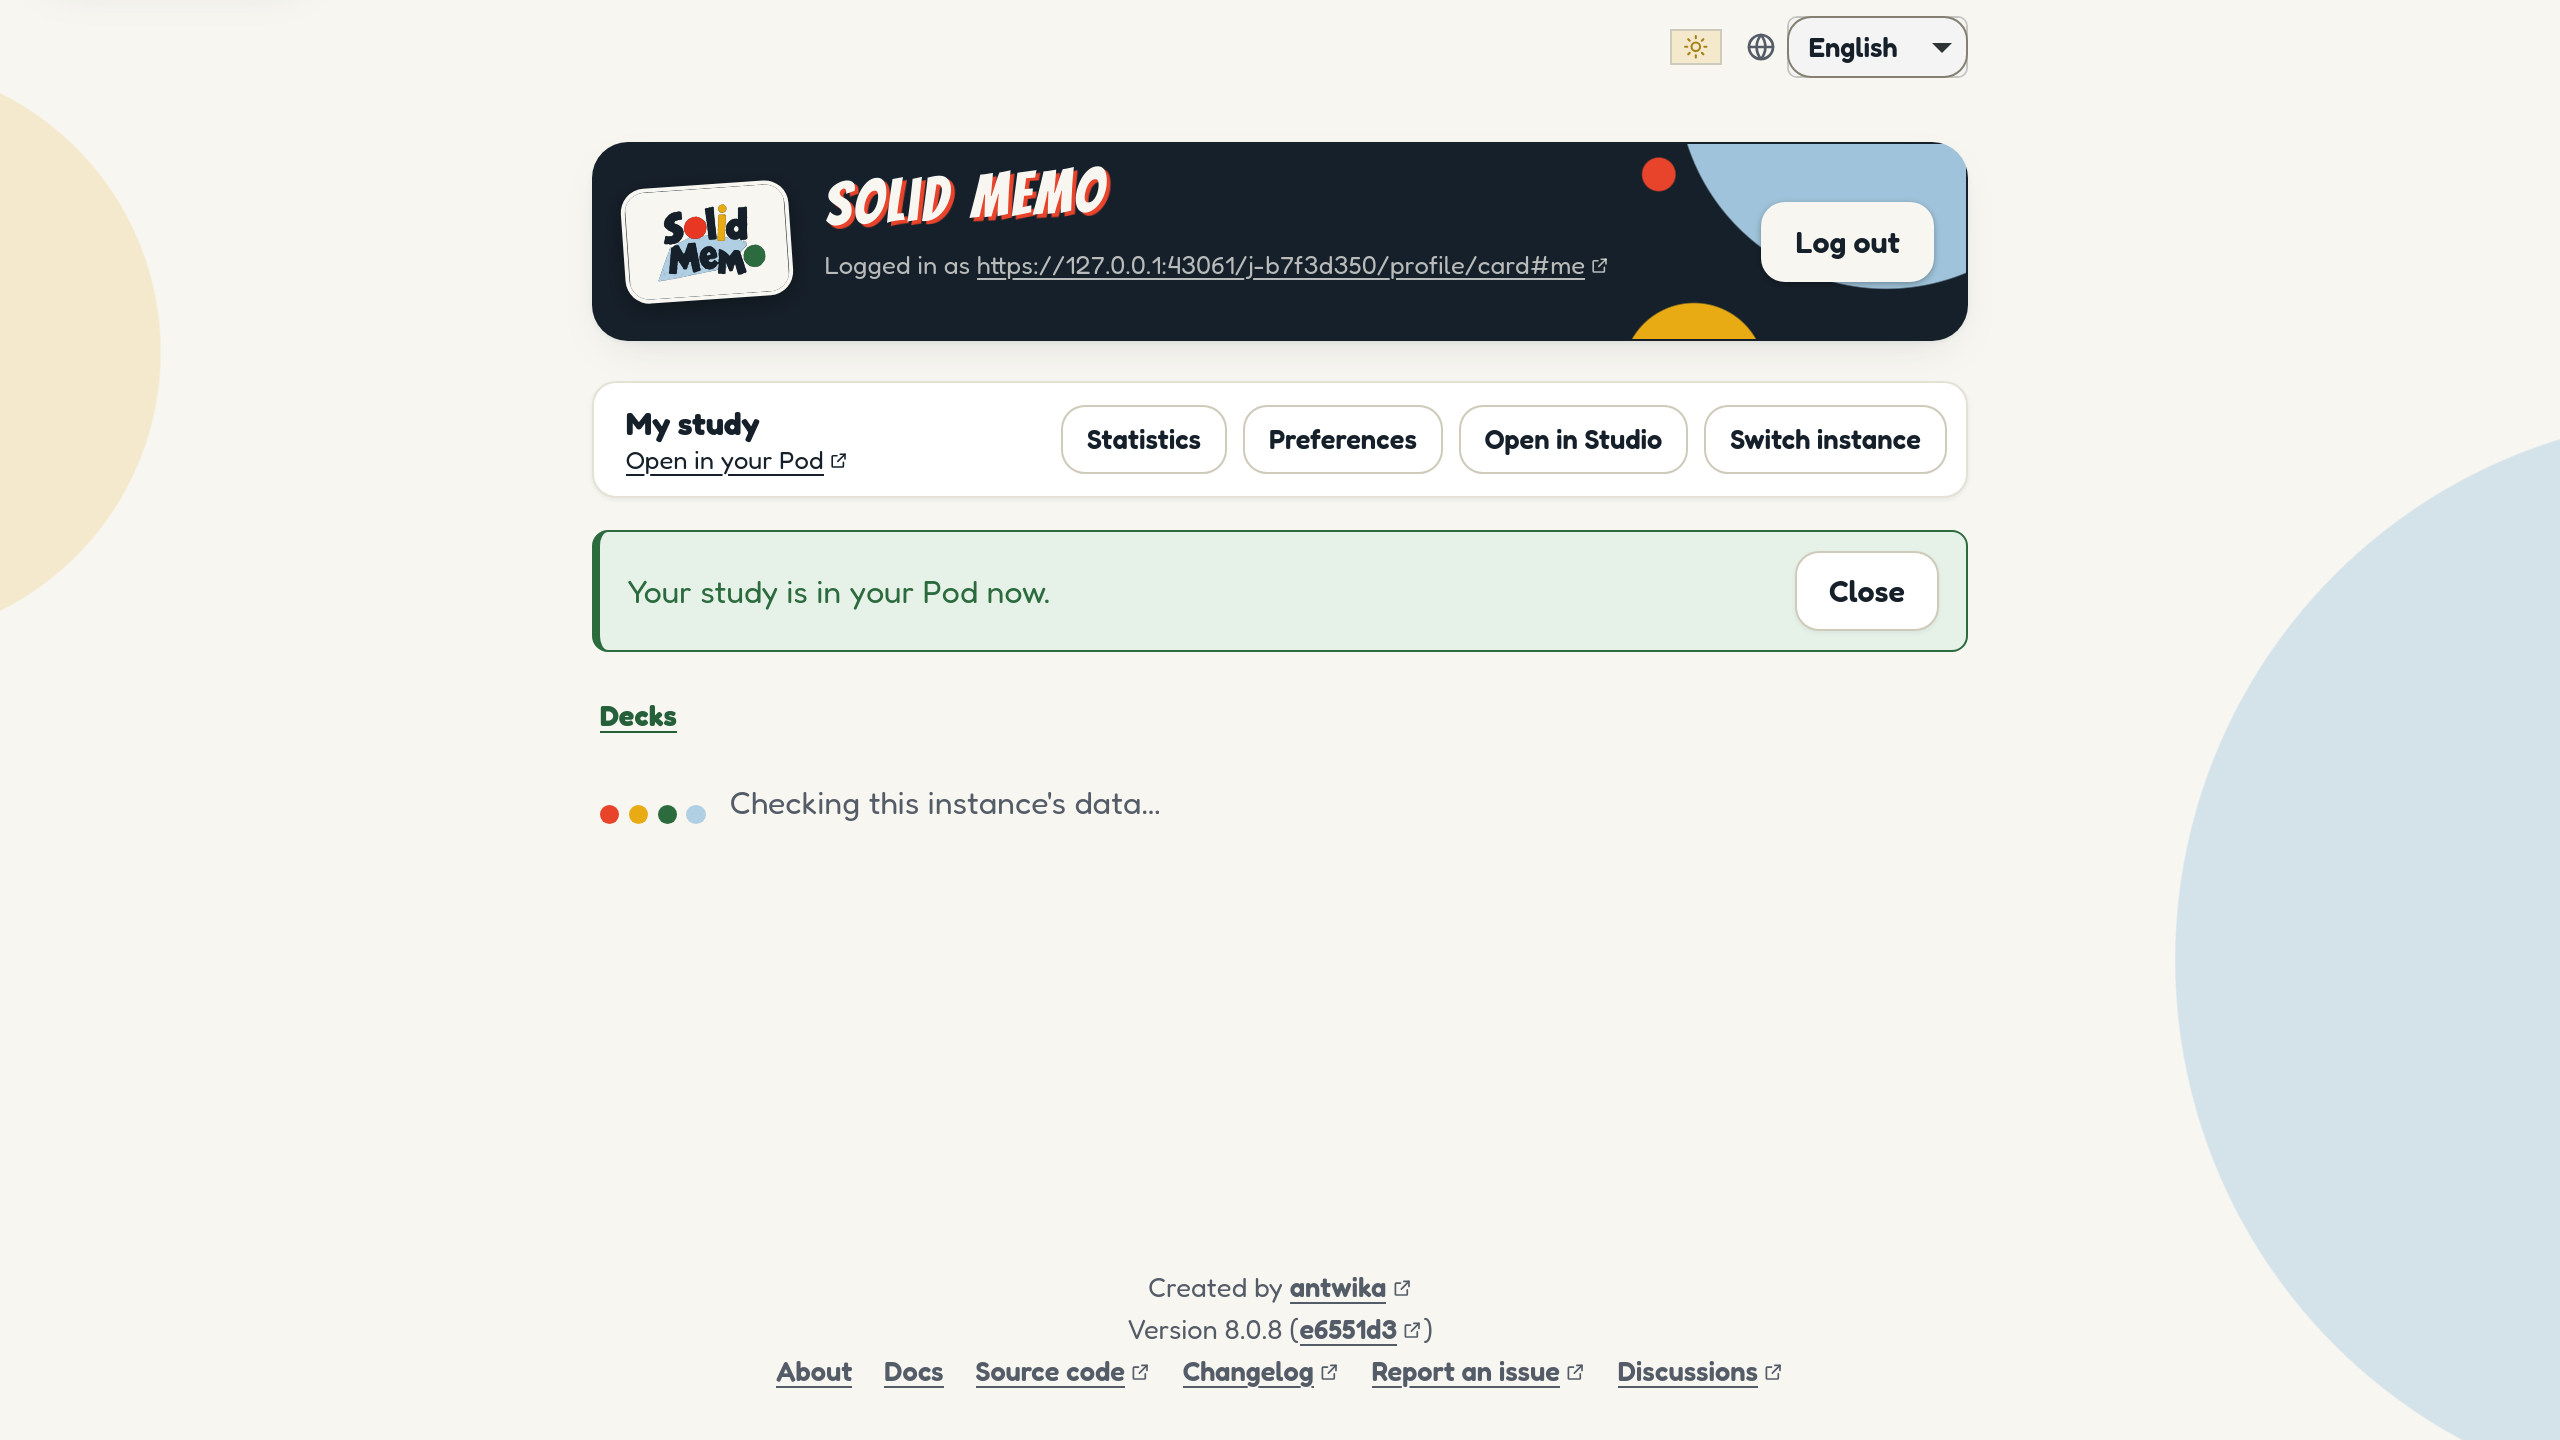 English
Solid
Memo
SOLID MEMO
Logged in as https://127.0.0.1:43061/j-b7f3d350/profile/card#me
Log out
My study
Open in your Pod
Statistics
Preferences
Open in Studio
Switch instance
Your study is in your Pod now.
Close
Decks
Checking this instance's data...
Created by antwika
Version 8.0.8 (e6551d3)
About Docs Source code Changelog Report an issue Discussions